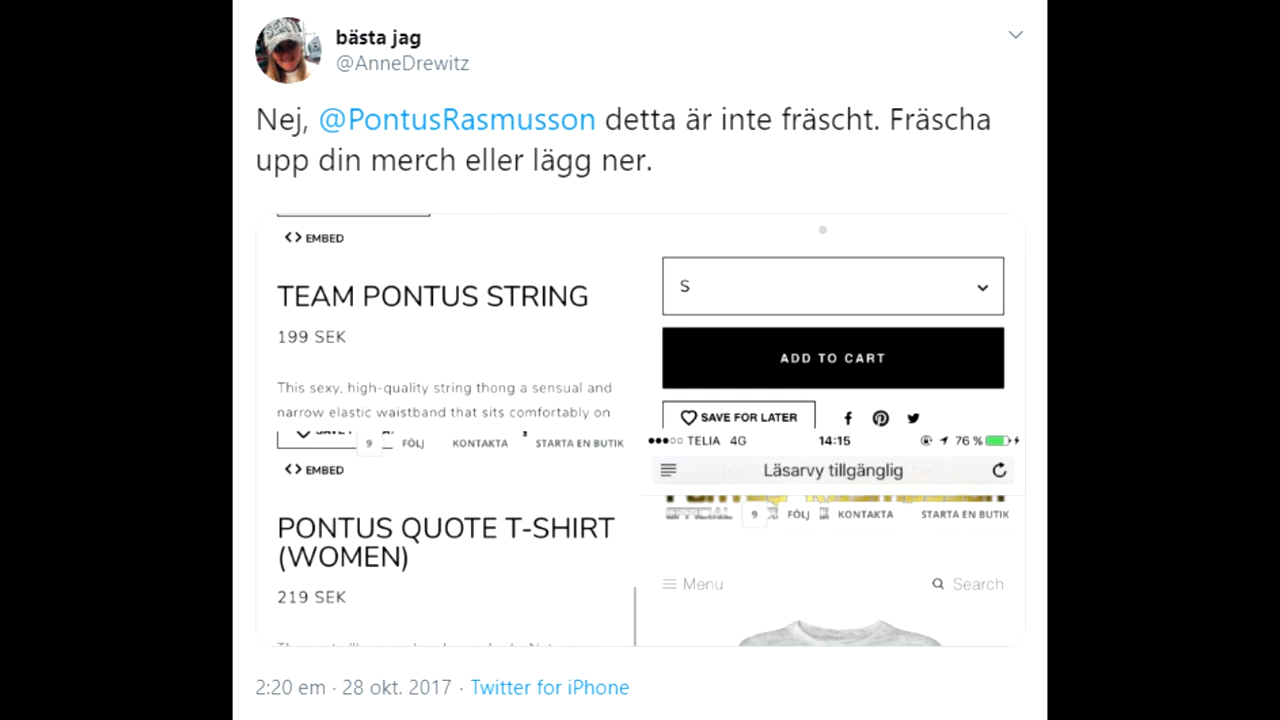 bästa jag
@AnneDrewitz
Nej, @PontusRasmusson detta är inte fräscht. Fräscha
upp din merch eller lägg ner.
<> EMBED
TEAM PONTUS STRING
199 SEK
This sexy, high-quality string thong a sensual and
narrow elastic waistband that sits comfortably on
S
ADD TO CART
SAVE FOR LATER
9 FÖLJ KONTAKTA STARTA EN BUTIK
<> EMBED
PONTUS QUOTE T-SHIRT
(WOMEN)
219 SEK
TELIA 4G 14:15 76 %
Läsarvy tillgänglig
OFFICIAL 9 FÖLJ KONTAKTA STARTA EN BUTIK
Menu Search
2:20 em · 28 okt. 2017 · Twitter for iPhone